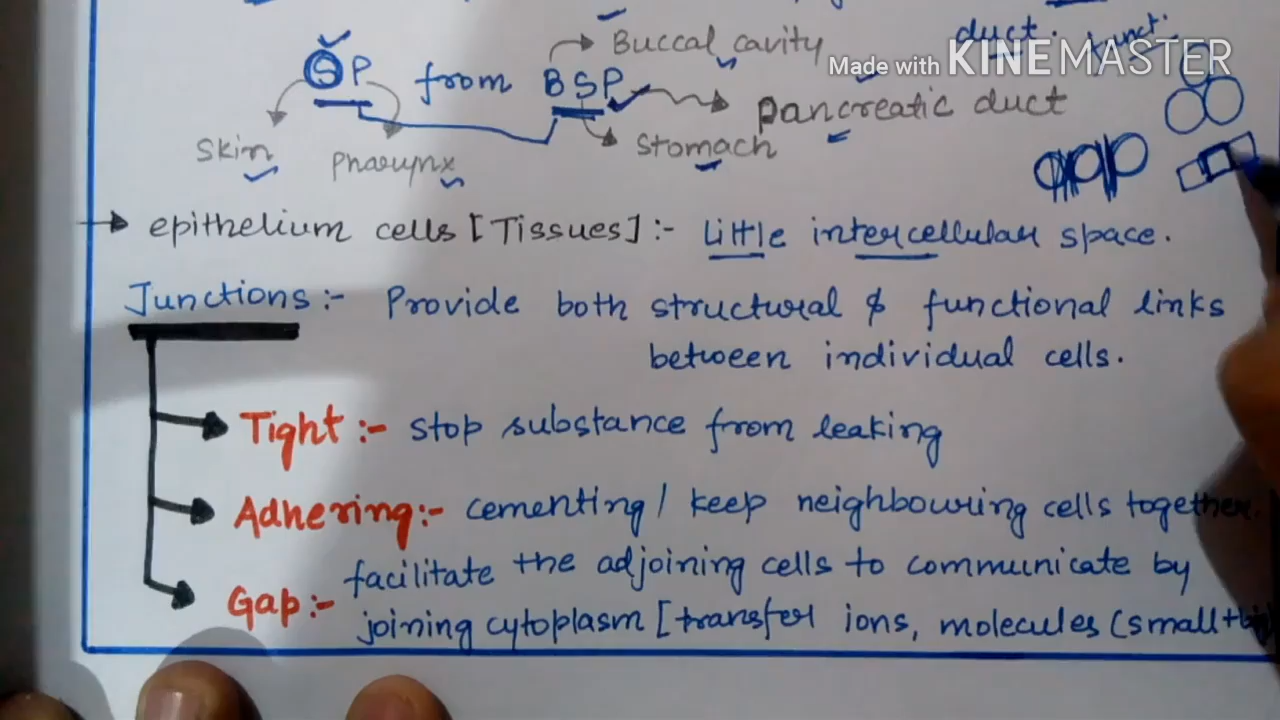 duct. funct.
Made with KINEMASTER
Buccal cavity
SP from BSP
pancreatic duct
Skin
Pharynx
Stomach
epithelium cells [Tissues] :- Little intercellular space.
Junctions :- Provide both structural & functional links
between individual cells.
Tight :- stop substance from leaking
Adhering :- cementing / keep neighbouring cells together.
facilitate the adjoining cells to communicate by
Gap :- joining cytoplasm [transfer ions, molecules (small +